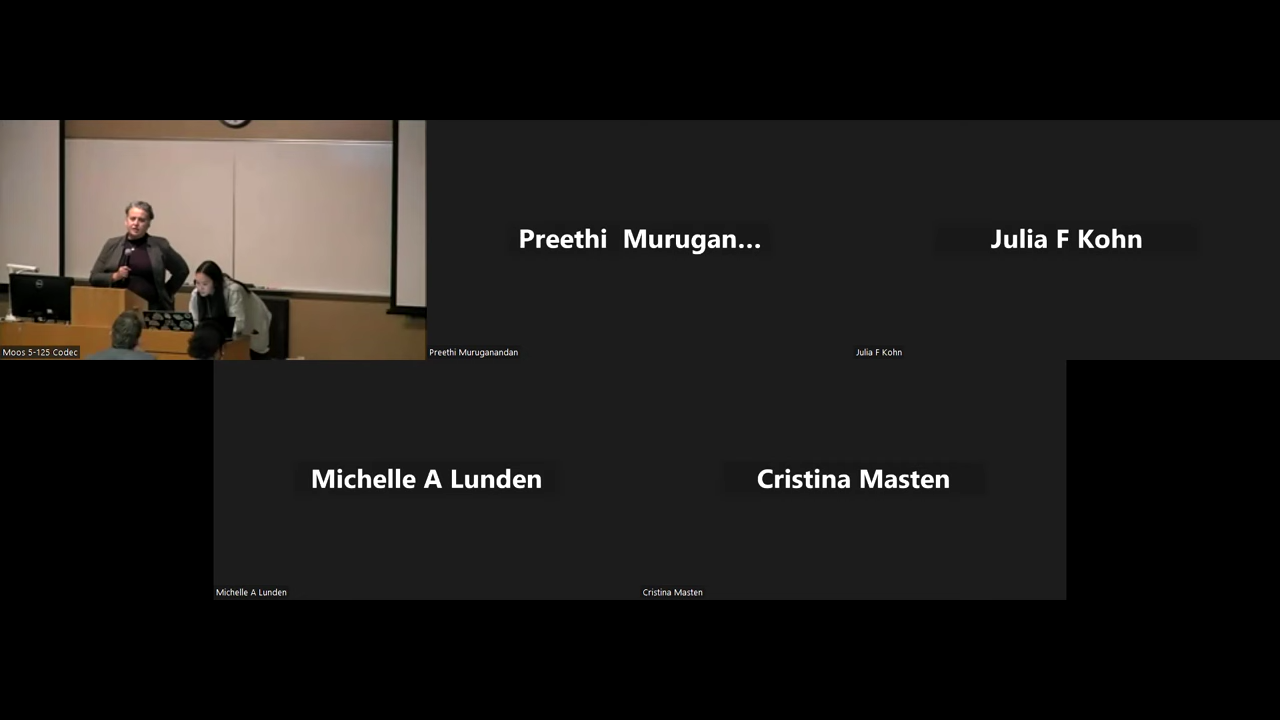 Preethi  Murugan...
Julia F Kohn
Moos 5-125 Codec
Preethi Muruganandan
Julia F Kohn
Michelle A Lunden
Cristina Masten
Michelle A Lunden
Cristina Masten